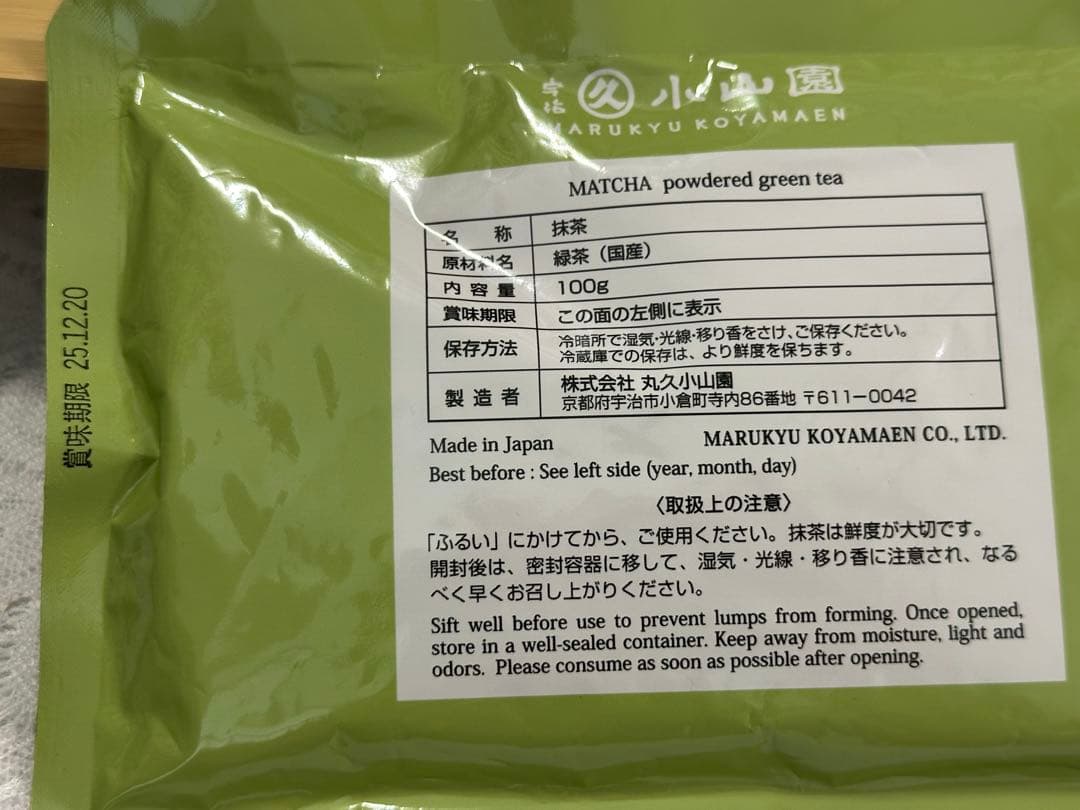 宇治 久 小山園
MARUKYU KOYAMAEN
MATCHA powdered green tea
名 称 抹茶
原材料名 緑茶（国産）
内容量 100g
賞味期限 この面の左側に表示
保存方法 冷暗所で湿気・光線・移り香をさけ、ご保存ください。
冷蔵庫での保存は、より鮮度を保ちます。
製造者 株式会社 丸久小山園
京都府宇治市小倉町寺内86番地 〒611-0042
Made in Japan MARUKYU KOYAMAEN CO., LTD.
Best before : See left side (year, month, day)
〈取扱上の注意〉
「ふるい」にかけてから、ご使用ください。抹茶は鮮度が大切です。
開封後は、密封容器に移して、湿気・光線・移り香に注意され、なる
べく早くお召し上がりください。
Sift well before use to prevent lumps from forming. Once opened,
store in a well-sealed container. Keep away from moisture, light and
odors. Please consume as soon as possible after opening.
賞味期限 25.12.20